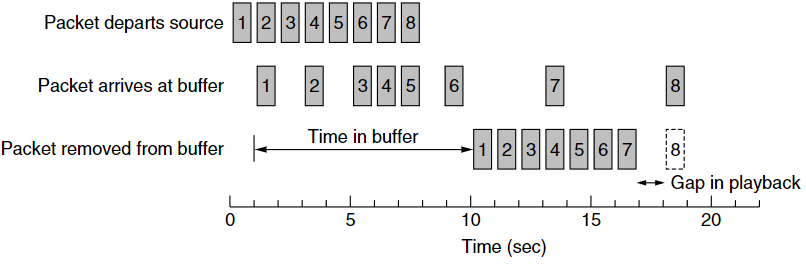 Packet departs source 1 2 3 4 5 6 7 8
Packet arrives at buffer 1 2 3 4 5 6 7 8
Packet removed from buffer Time in buffer 1 2 3 4 5 6 7 8
Gap in playback
0 5 10 15 20
Time (sec)